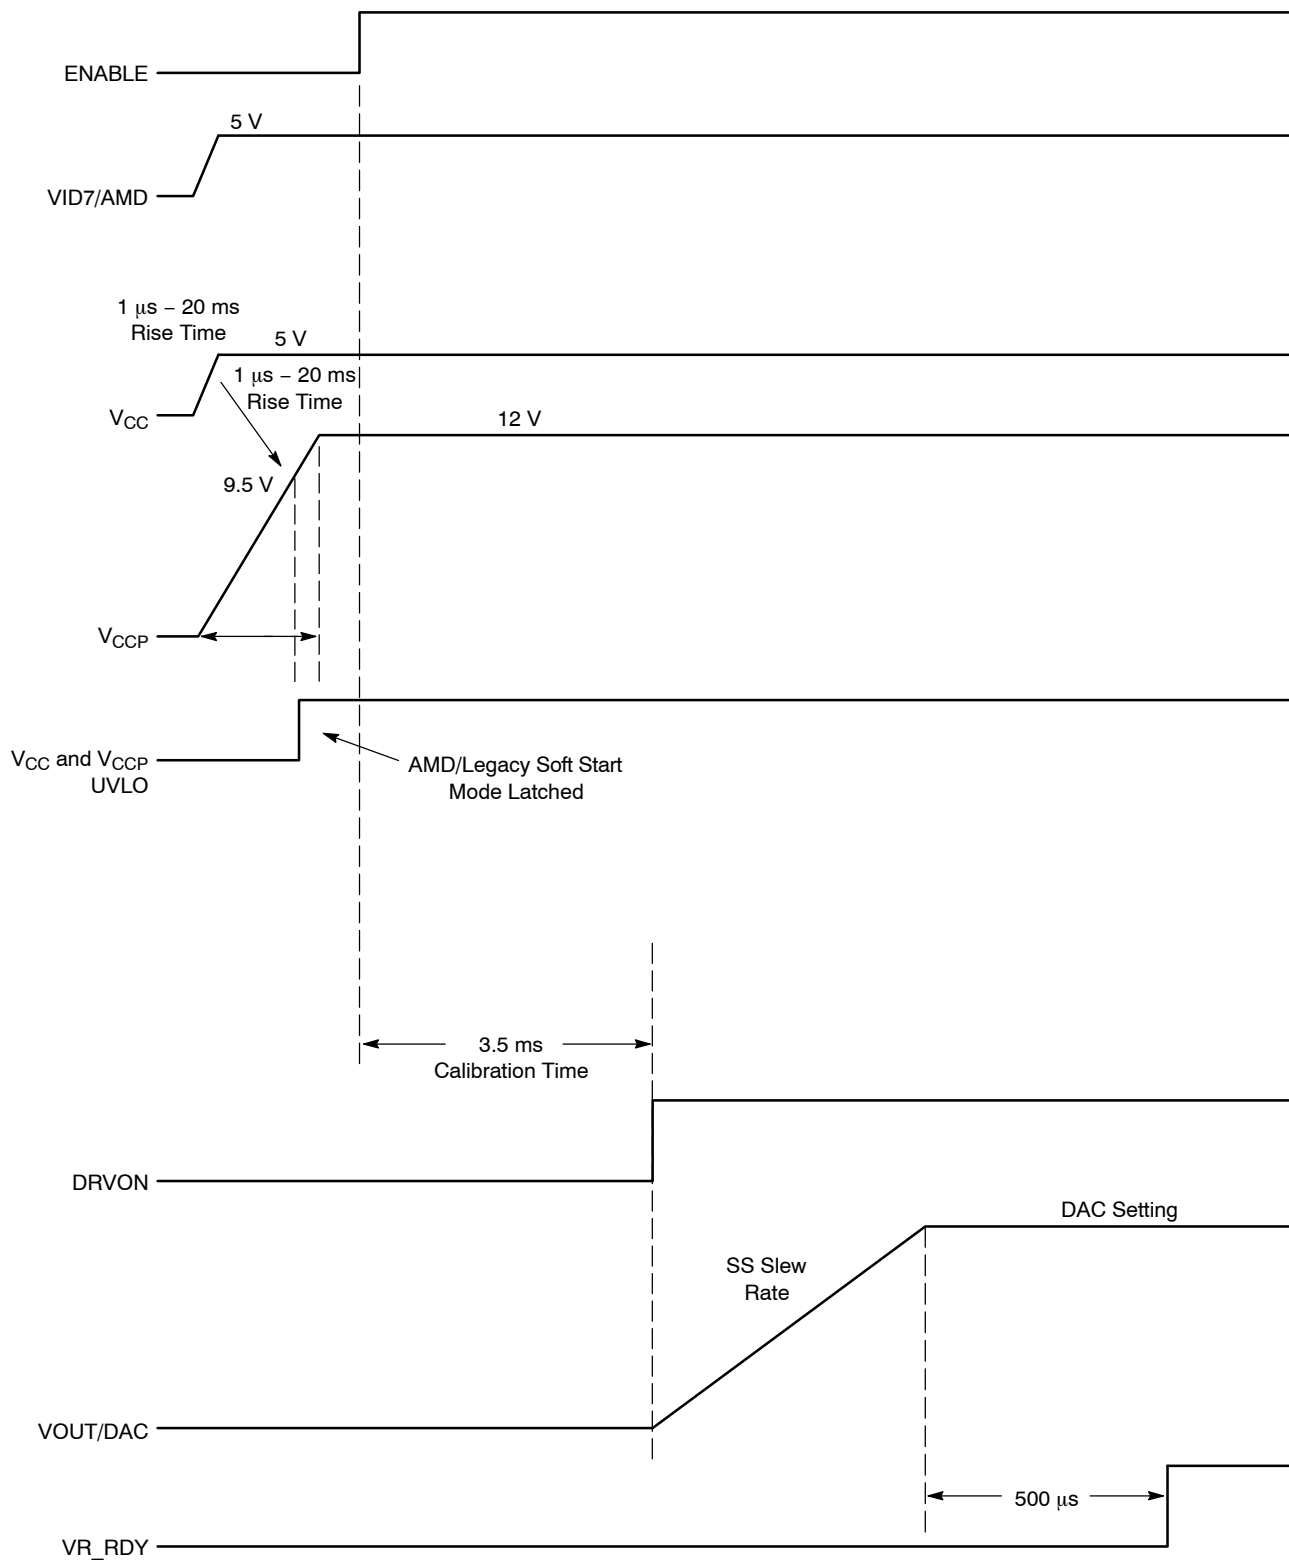 ENABLE
5 V
VID7/AMD
1 μs – 20 ms
Rise Time
5 V
1 μs – 20 ms
Rise Time
VCC
12 V
9.5 V
VCCP
VCC and VCCP
UVLO
AMD/Legacy Soft Start
Mode Latched
3.5 ms
Calibration Time
DRVON
DAC Setting
SS Slew
Rate
VOUT/DAC
500 μs
VR_RDY